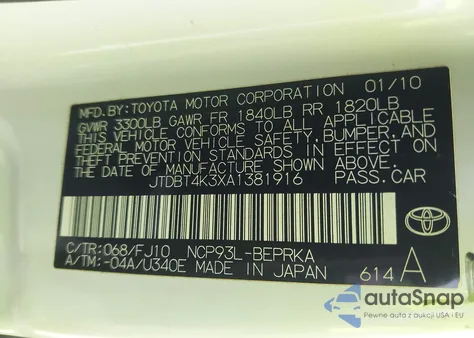 MFD. BY: TOYOTA MOTOR CORPORATION 01/10
GVWR 3300LB GAWR FR 1840LB RR 1820LB
THIS VEHICLE CONFORMS TO ALL APPLICABLE
FEDERAL MOTOR VEHICLE SAFETY, BUMPER, AND
THEFT PREVENTION STANDARDS IN EFFECT ON
THE DATE OF MANUFACTURE SHOWN ABOVE.
JTDBT4K3XA1381916 PASS.CAR
C/TR: 068/FJ10 NCP93L-BEPRKA
A/TM: -04A/U340E MADE IN JAPAN
614 A
TOYOTA
autoSnap
Pewne auta z aukcji USA i EU